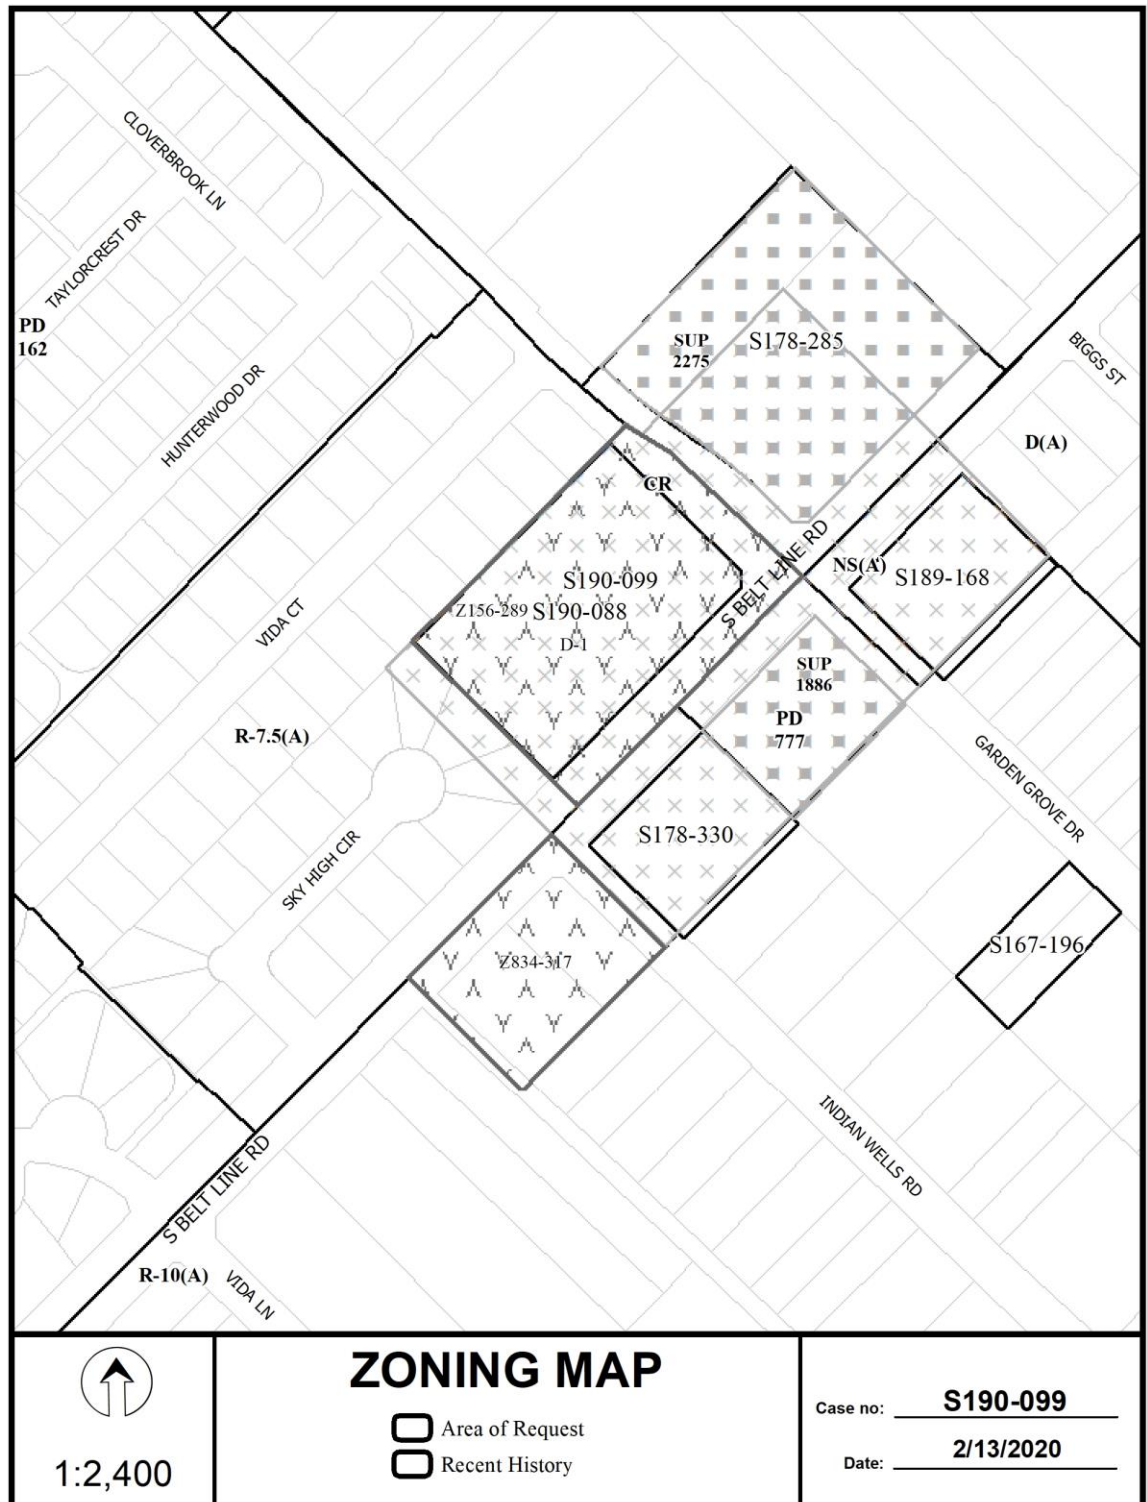 CLOVERBROOK LN
TAYLORCREST DR
PD
162
HUNTERWOOD DR
SUP
2275
S178-285
BIGGS ST
D(A)
CR
S BELT LINE RD
NS(A)
S189-168
S190-099
Z156-289 S190-088
D-1
VIDA CT
SUP
1886
PD
777
R-7.5(A)
GARDEN GROVE DR
S178-330
SKY HIGH CIR
Z834-317
S167-196
INDIAN WELLS RD
S BELT LINE RD
R-10(A)
VIDA LN
1:2,400
ZONING MAP
Area of Request
Recent History
Case no: S190-099
Date: 2/13/2020